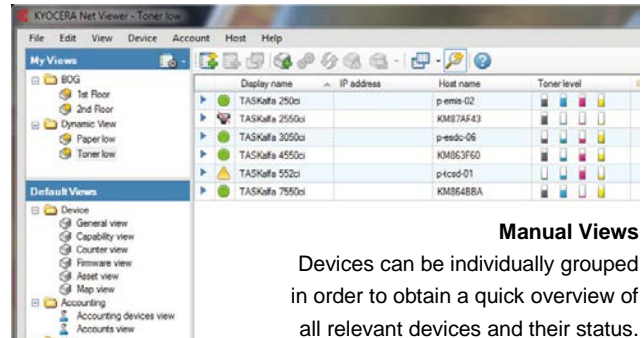 KYOCERA Net Viewer - Toner low
File Edit View Device Account Host Help
My Views
BOG
1st Floor
2nd Floor
Dynamic View
Paper low
Toner low
Default Views
Device
General view
Capability view
Counter view
Firmware view
Asset view
Map view
Accounting
Accounting devices view
Accounts view
Display name IP address Host name Toner level
TASKalfa 250ci p-emis-02
TASKalfa 2550ci KM87AF43
TASKalfa 3050ci p-esdc-06
TASKalfa 4550ci KM863F60
TASKalfa 552ci p-tcsd-01
TASKalfa 7550ci KM864BBA
Manual Views
Devices can be individually grouped
in order to obtain a quick overview of
all relevant devices and their status.